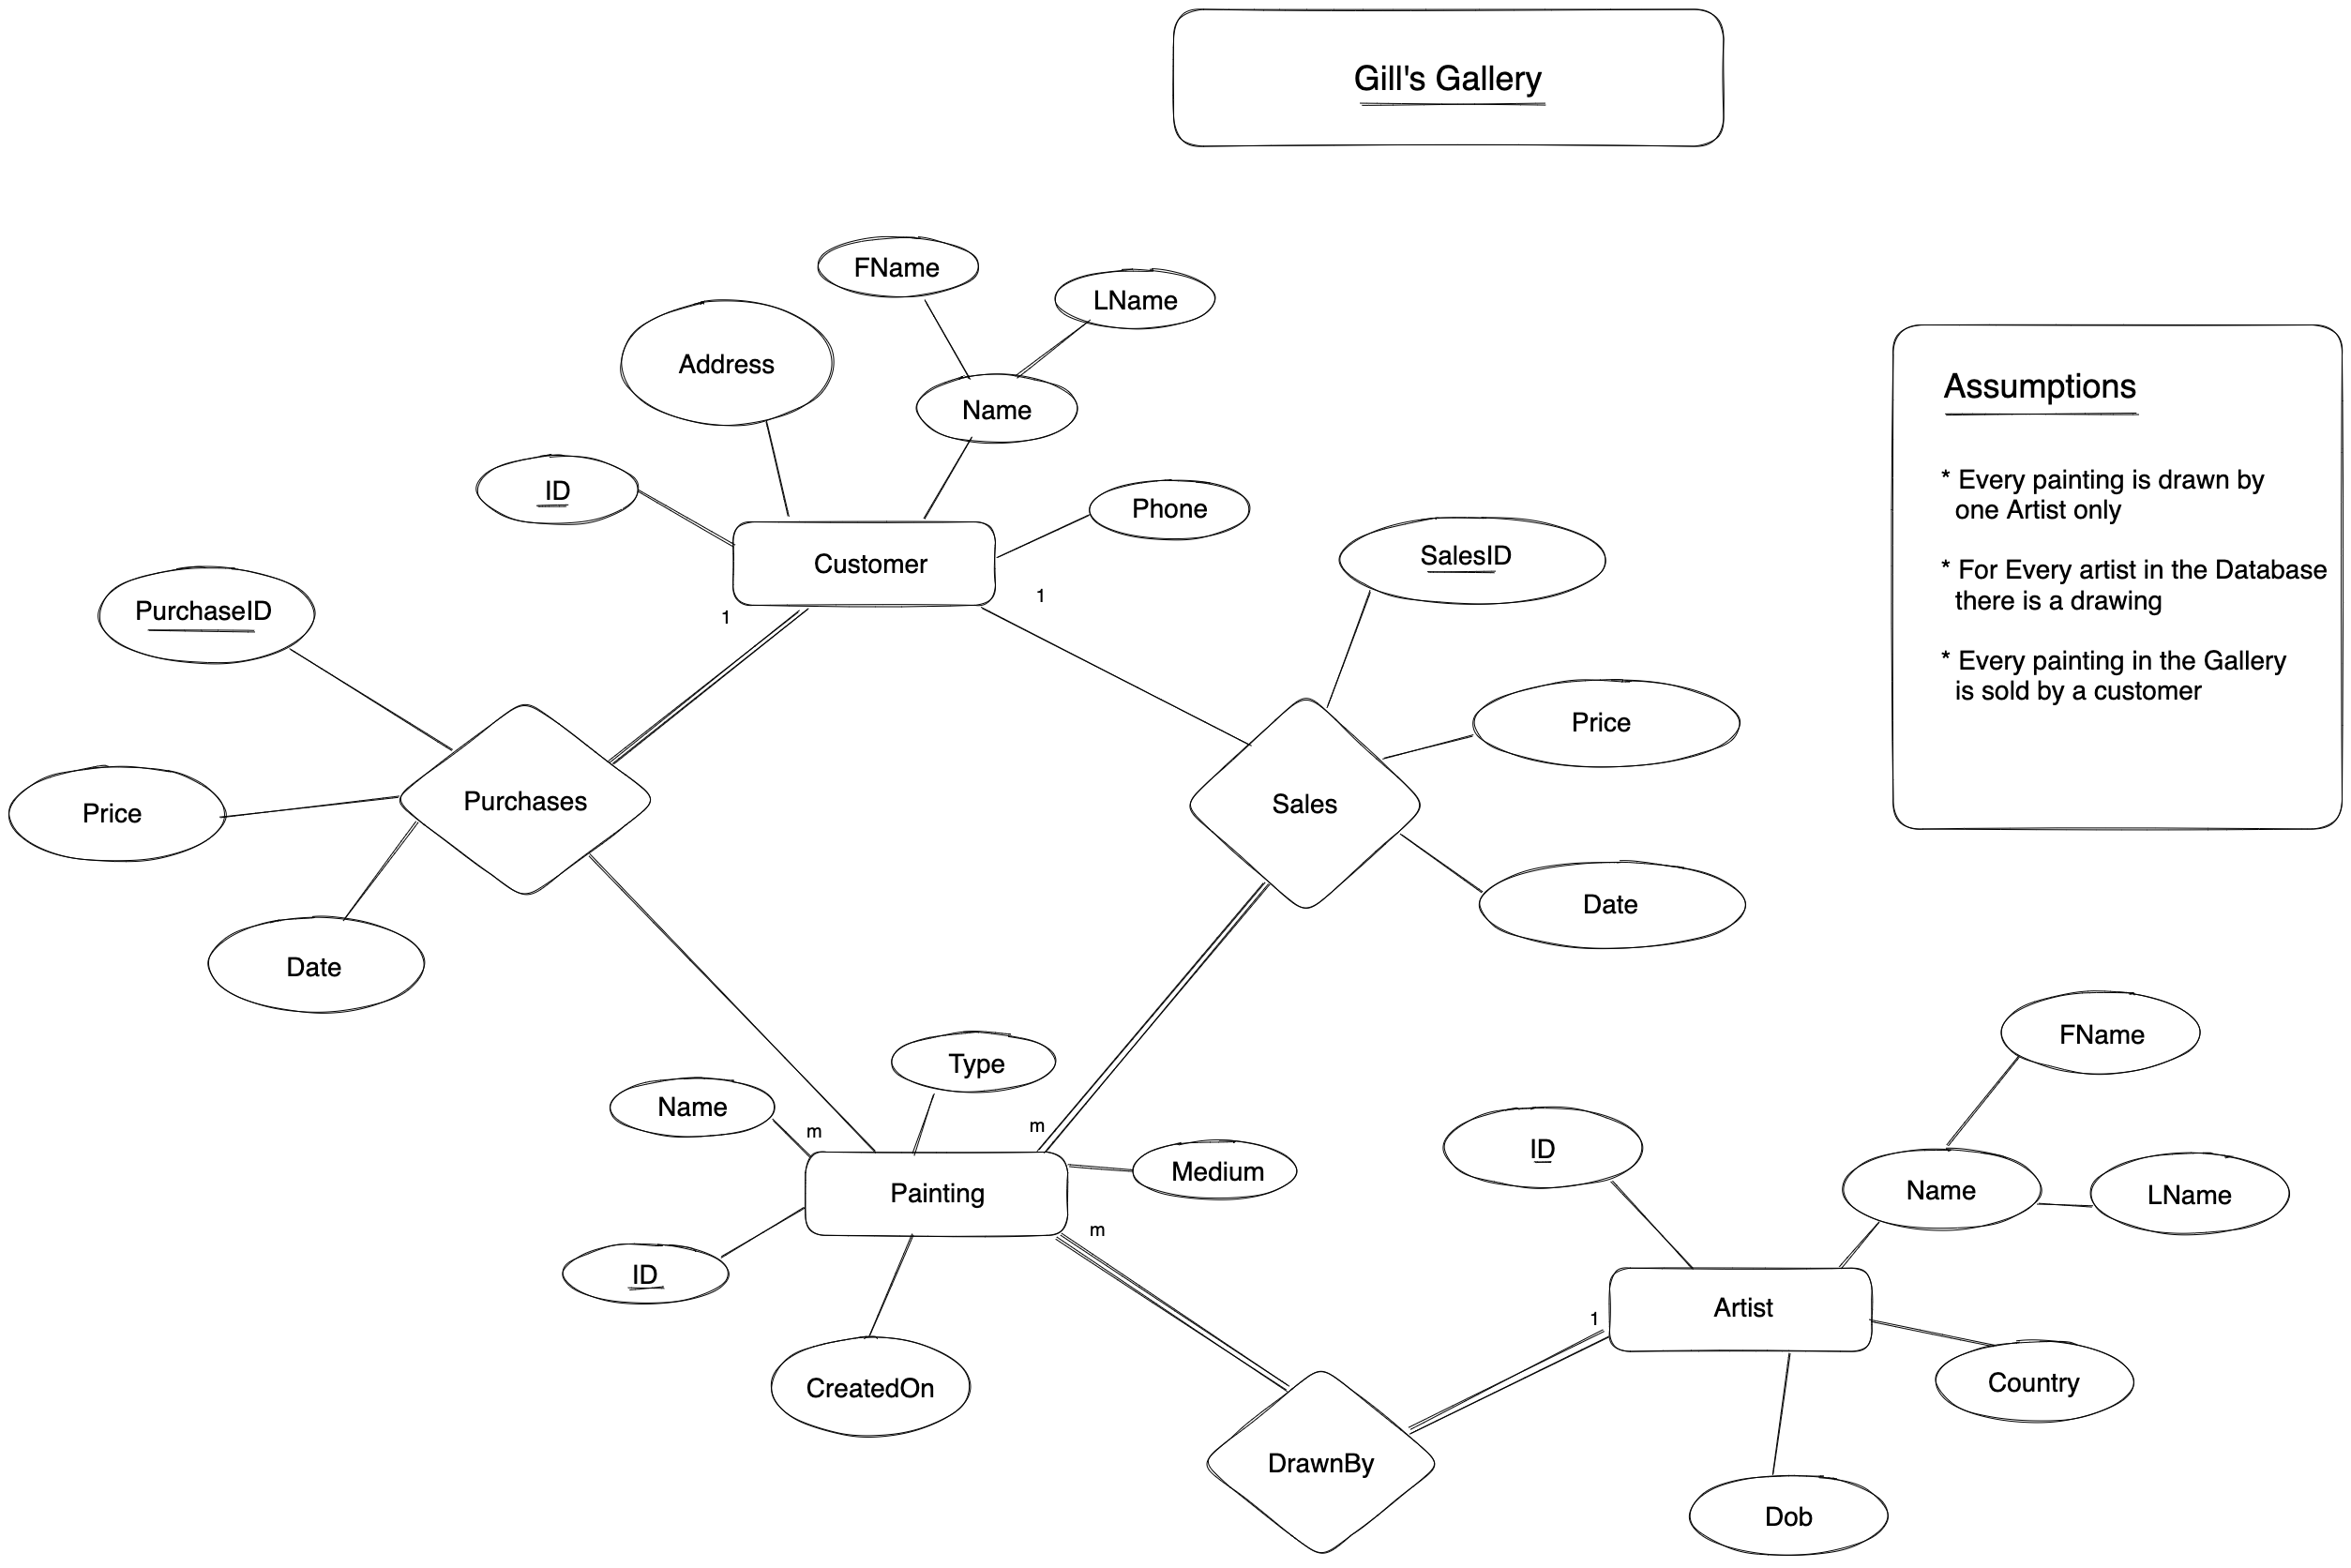 Gill's Gallery
FName
LName
Address
Name
ID
Phone
Customer
1
1
PurchaseID
SalesID
Price
Purchases
Sales
Price
Date
Date
Assumptions
* Every painting is drawn by
one Artist only
* For Every artist in the Database
there is a drawing
* Every painting in the Gallery
is sold by a customer
Type
Name
m
m
Medium
Painting
m
ID
CreatedOn
DrawnBy
FName
ID
Name
LName
1
Artist
Country
Dob